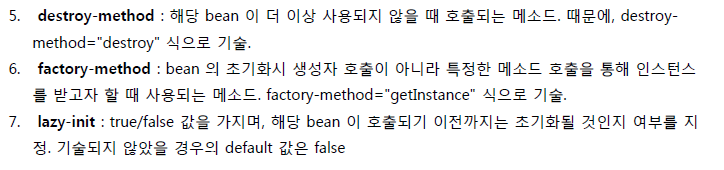 5. destroy-method : 해당 bean 이 더 이상 사용되지 않을 때 호출되는 메소드. 때문에, destroy-
method="destroy" 식으로 기술.
6. factory-method : bean 의 초기화시 생성자 호출이 아니라 특정한 메소드 호출을 통해 인스턴스
를 받고자 할 때 사용되는 메소드. factory-method="getInstance" 식으로 기술.
7. lazy-init : true/false 값을 가지며, 해당 bean 이 호출되기 이전까지는 초기화될 것인지 여부를 지
정. 기술되지 않았을 경우의 default 값은 false